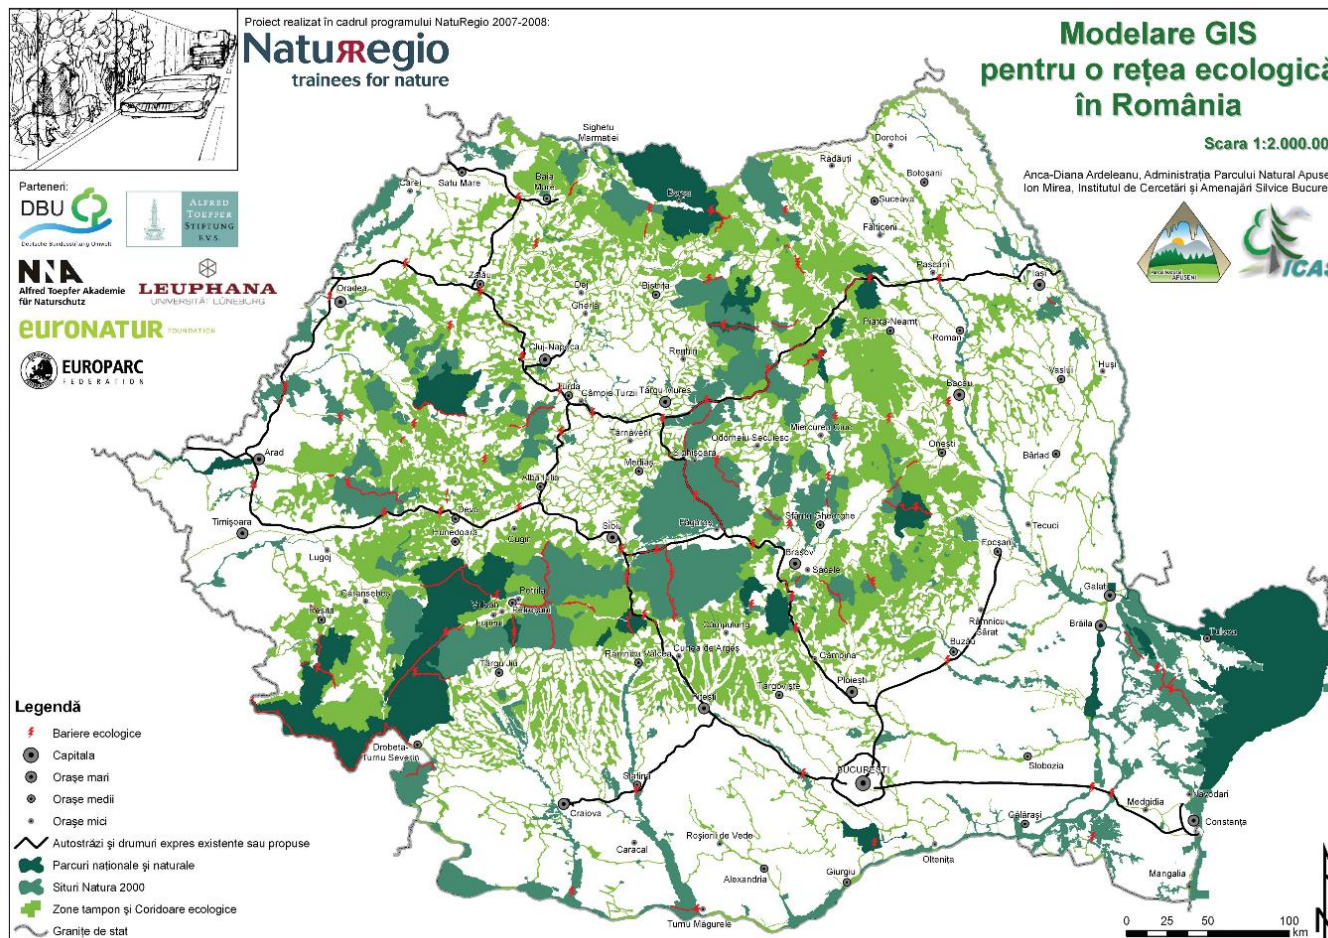 Proiect realizat în cadrul programului NatuRegio 2007-2008:
NatuRegio
trainees for nature
Modelare GIS
pentru o rețea ecologică
în România
Scara 1:2.000.00
Anca-Diana Ardeleanu, Administrația Parcului Natural Apuse
Ion Mirea, Institutul de Cercetări și Amenajări Silvice Bucure
Parteneri:
DBU
Deutsche Bundesstiftung Umwelt
ALFRED
TOEPFER
STIFTUNG
F.V.S.
NNA
Alfred Toepfer Akademie
für Naturschutz
LEUPHANA
UNIVERSITÄT LÜNEBURG
euronatur
FOUNDATION
EUROPARC
FEDERATION
Parcul Natural
APUSENI
ICAS
Sighetu
Marmației
Dorohoi
Rădăuți
Botoșani
Satu Mare
Carei
Baia
Mare
Borșa
Suceava
Fălticeni
Pașcani
Iași
Oradea
Zalău
Dej
Gherla
Bistrița
Piatra-Neamț
Roman
Cluj-Napoca
Reghin
Vaslui
Huși
Bacău
Turda
Câmpia Turzii
Târgu Mureș
Târnăveni
Miercurea Ciuc
Odorheiu Secuiesc
Onești
Bârlad
Arad
Mediaș
Sighișoara
Alba Iulia
Timișoara
Deva
Hunedoara
Cugir
Sibiu
Făgăraș
Sfântu Gheorghe
Tecuci
Lugoj
Focșani
Brașov
Săcele
Caransebeș
Reșița
Petrila
Vulcan
Petroșani
Lupeni
Galați
Râmnicu
Sărat
Brăila
Tulcea
Câmpulung
Curtea de Argeș
Buzău
Târgu Jiu
Râmnicu Vâlcea
Câmpina
Târgoviște
Ploiești
Pitești
Drobeta-
Turnu Severin
Slobozia
Slatina
BUCUREȘTI
Năvodari
Medgidia
Craiova
Călărași
Constanța
Caracal
Roșiorii de Vede
Oltenița
Alexandria
Giurgiu
Mangalia
Turnu Măgurele
Legendă
Bariere ecologice
Capitala
Orașe mari
Orașe medii
Orașe mici
Autostrăzi și drumuri expres existente sau propuse
Parcuri naționale și naturale
Situri Natura 2000
Zone tampon și Coridoare ecologice
Granițe de stat
0 25 50 100
km